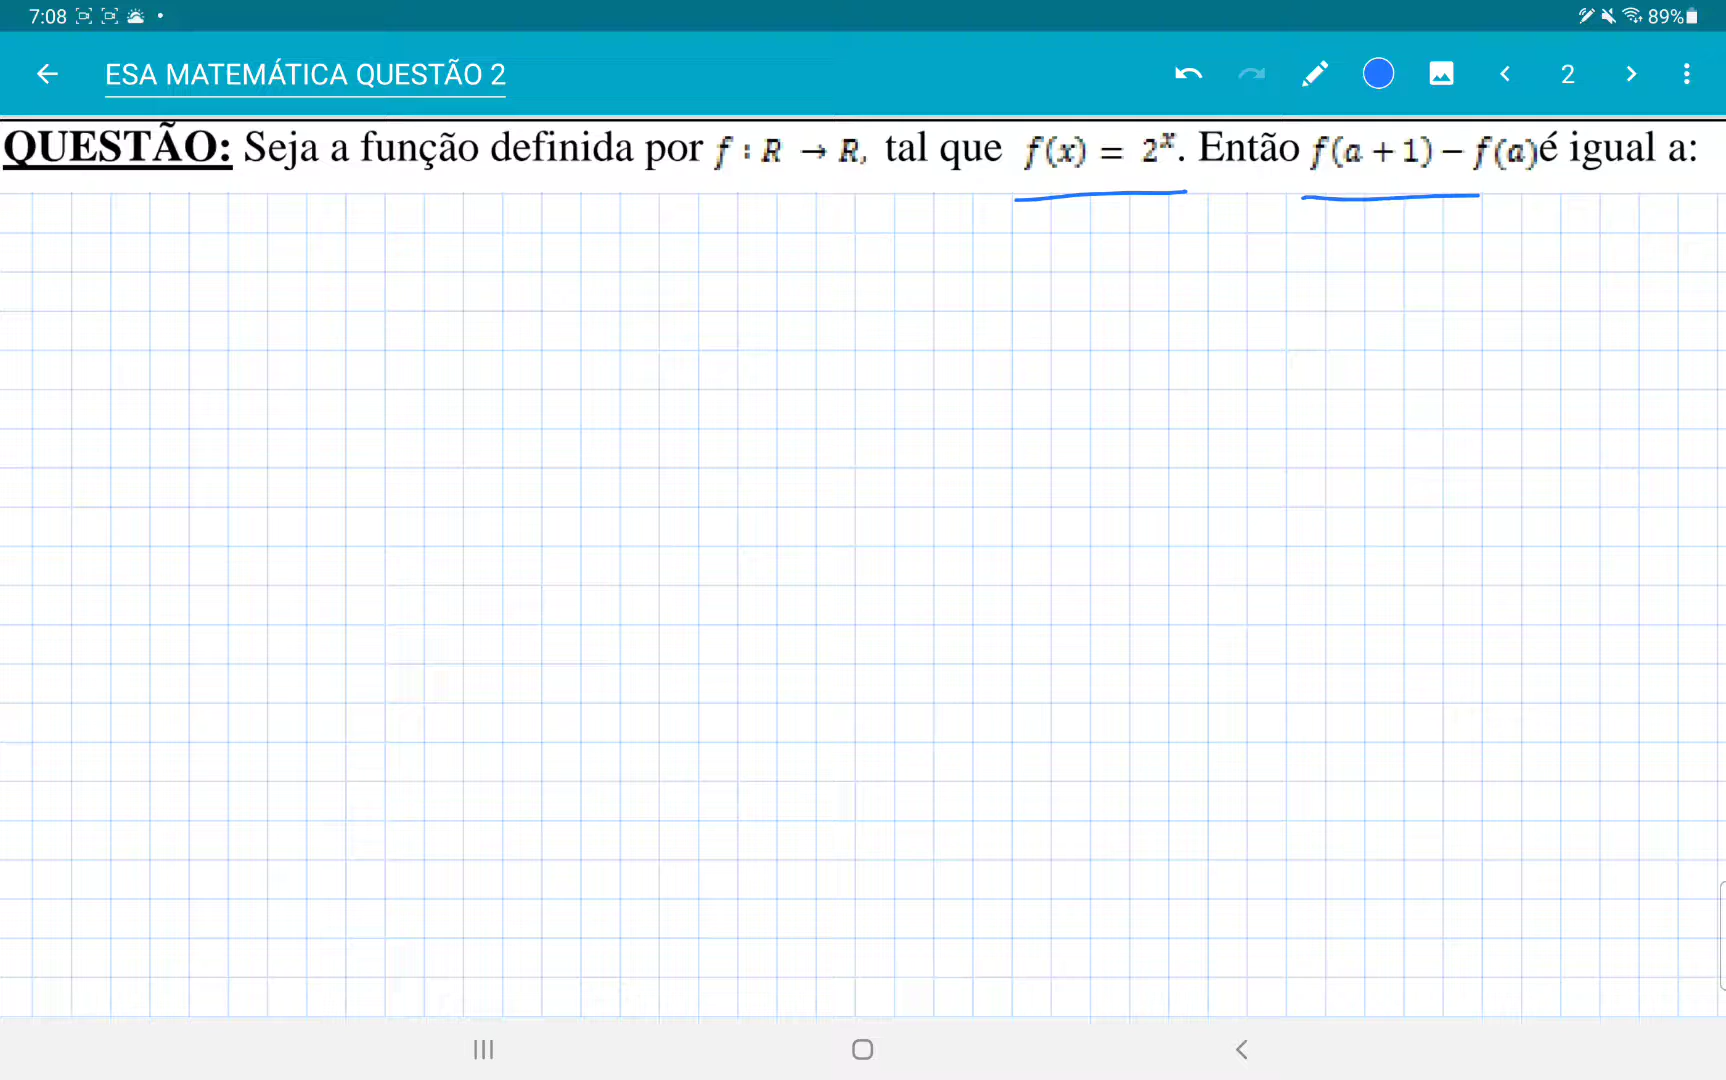 7:08 89%
ESA MATEMÁTICA QUESTÃO 2 2
QUESTÃO: Seja a função definida por f : R → R, tal que f(x) = 2ˣ. Então f(a + 1) − f(a)é igual a: